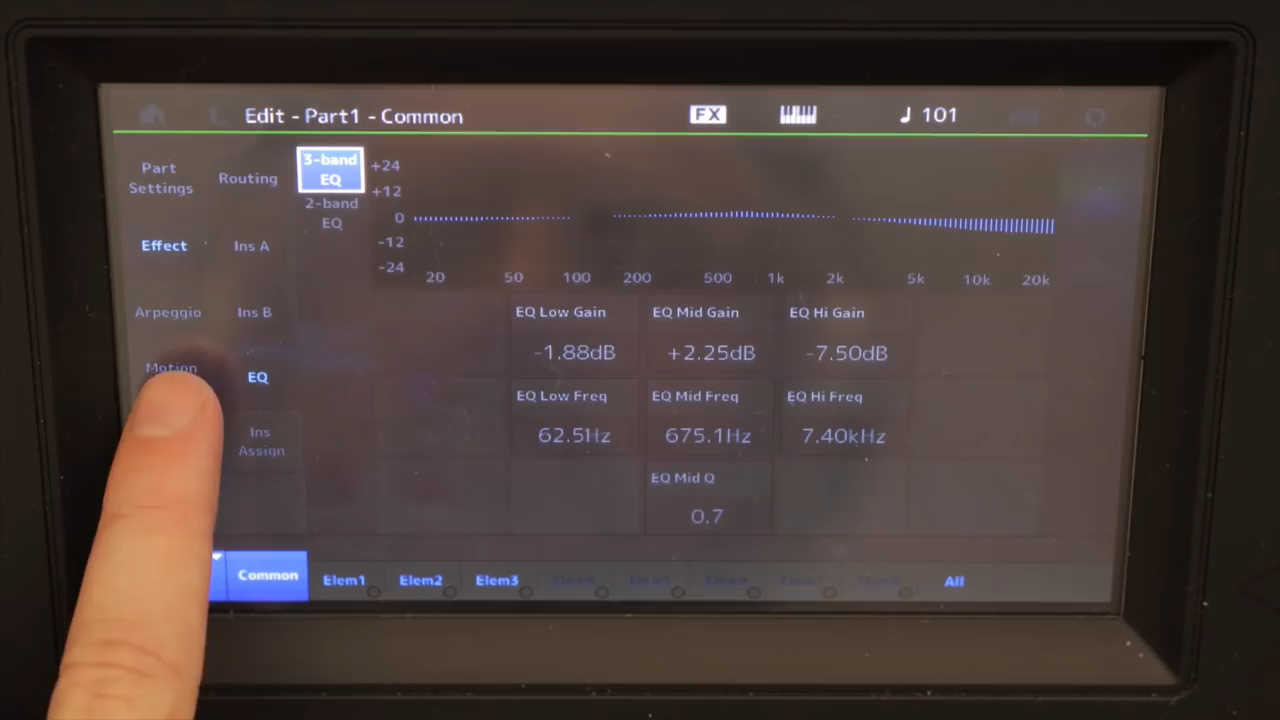 Edit - Part1 - Common
FX
101
Part
Settings
Routing
3-band
EQ
2-band
EQ
+24
+12
0
-12
-24
20 50 100 200 500 1k 2k 5k 10k 20k
Effect
Ins A
Arpeggio
Ins B
Motion
EQ
Ins
Assign
EQ Low Gain EQ Mid Gain EQ Hi Gain
-1.88dB +2.25dB -7.50dB
EQ Low Freq EQ Mid Freq EQ Hi Freq
62.5Hz 675.1Hz 7.40kHz
EQ Mid Q
0.7
Common Elem1 Elem2 Elem3 Elem4 Elem5 Elem6 Elem7 All